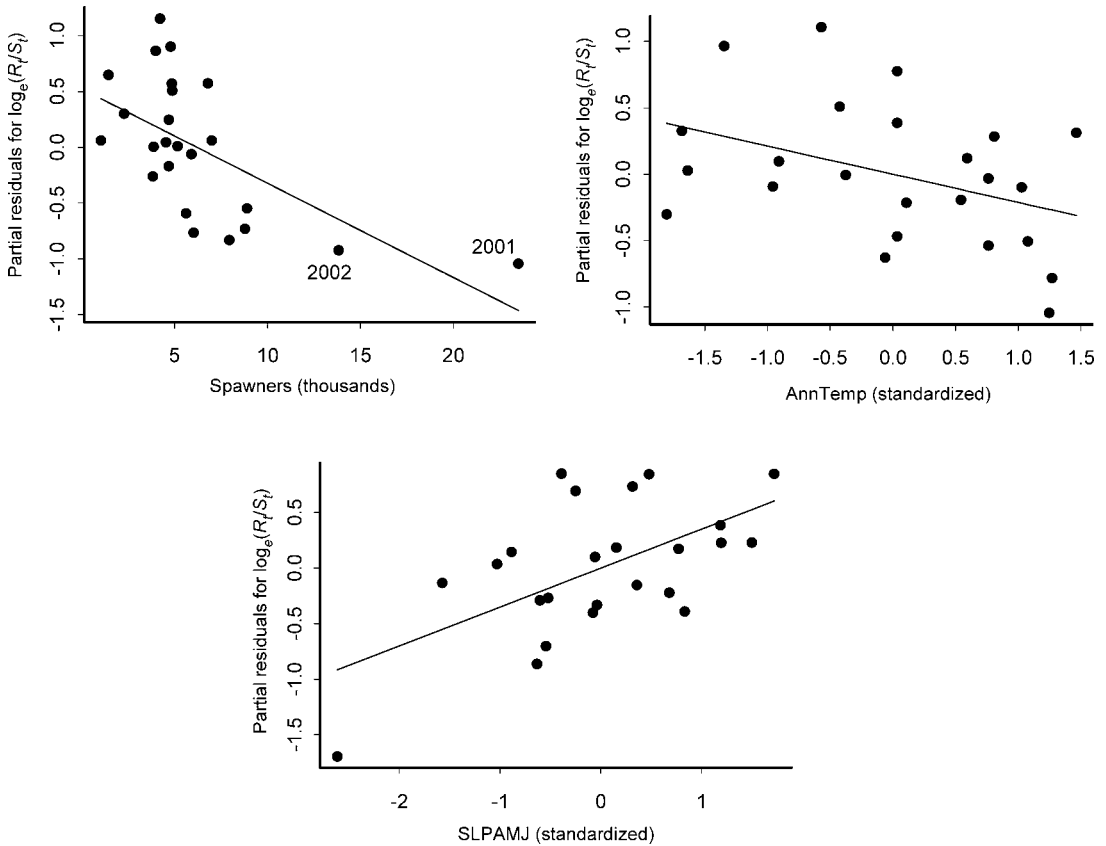 Partial residuals for logₑ(Rₜ/Sₜ)
1.0
0.5
0.0
-0.5
-1.0
-1.5
2002
2001
5 10 15 20
Spawners (thousands)
Partial residuals for logₑ(Rₜ/Sₜ)
1.0
0.5
0.0
-0.5
-1.0
-1.5 -1.0 -0.5 0.0 0.5 1.0 1.5
AnnTemp (standardized)
Partial residuals for logₑ(Rₜ/Sₜ)
0.5
0.0
-0.5
-1.0
-1.5
-2 -1 0 1
SLPAMJ (standardized)